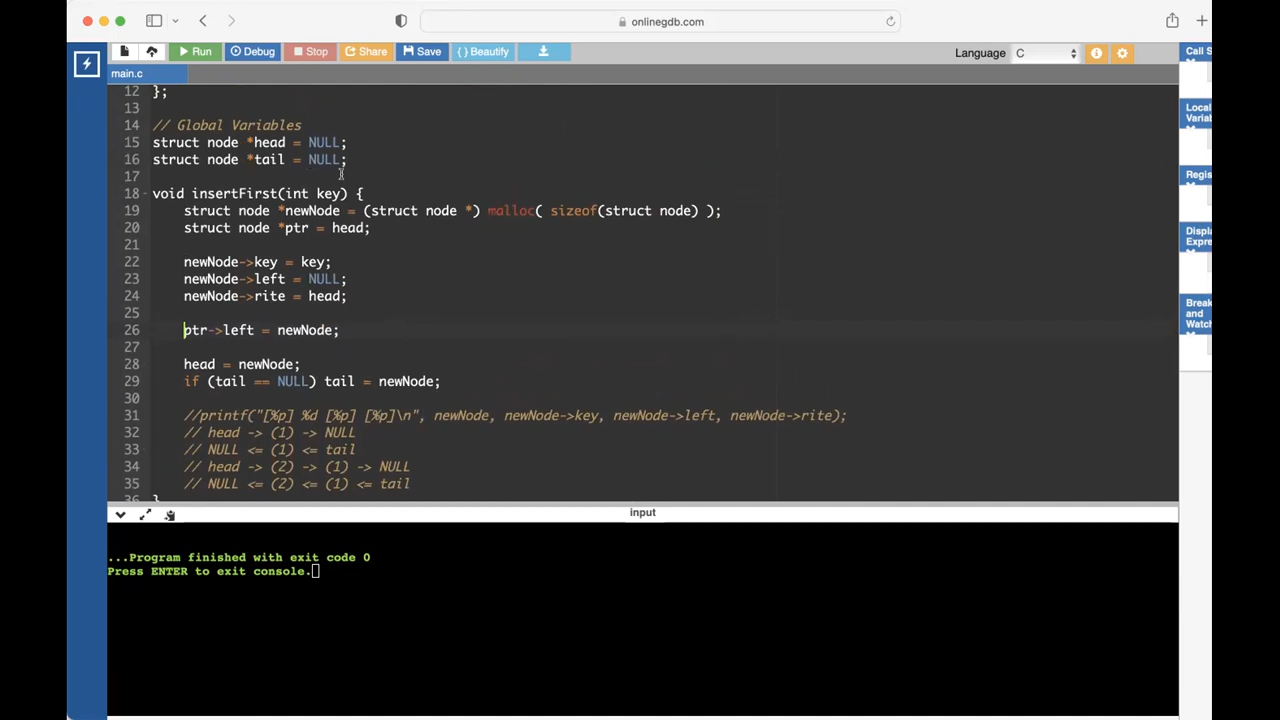 onlinegdb.com
Run Debug Stop Share Save {} Beautify
Language C
Call S
main.c
12 };
13
14 // Global Variables
15 struct node *head = NULL;
16 struct node *tail = NULL;
17
18 void insertFirst(int key) {
19 struct node *newNode = (struct node *) malloc( sizeof(struct node) );
20 struct node *ptr = head;
21
22 newNode->key = key;
23 newNode->left = NULL;
24 newNode->rite = head;
25
26 ptr->left = newNode;
27
28 head = newNode;
29 if (tail == NULL) tail = newNode;
30
31 //printf("[%p] %d [%p] [%p]\n", newNode, newNode->key, newNode->left, newNode->rite);
32 // head -> (1) -> NULL
33 // NULL <= (1) <= tail
34 // head -> (2) -> (1) -> NULL
35 // NULL <= (2) <= (1) <= tail
36 }
Local
Variab
Regis
Displa
Expre
Break
and
Watch
input
...Program finished with exit code 0
Press ENTER to exit console.